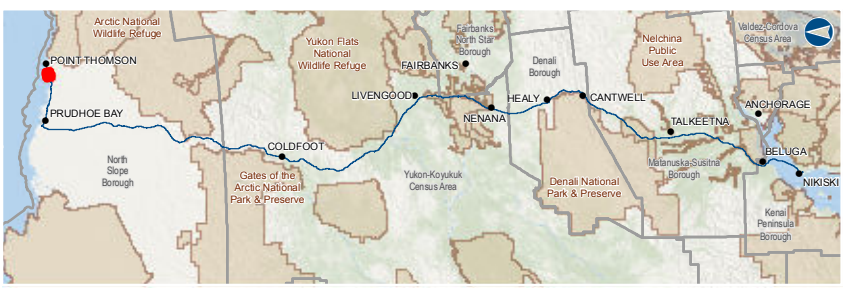 Arctic National
Wildlife Refuge
POINT THOMSON
PRUDHOE BAY
North
Slope
Borough
COLDFOOT
Gates of the
Arctic National
Park & Preserve
Yukon Flats
National
Wildlife Refuge
LIVENGOOD
FAIRBANKS
Fairbanks
North Star
Borough
NENANA
Yukon-Koyukuk
Census Area
Denali
Borough
HEALY
CANTWELL
Denali National
Park & Preserve
Nelchina
Public
Use Area
TALKEETNA
Matanuska-Susitna
Borough
Valdez-Cordova
Census Area
ANCHORAGE
BELUGA
NIKISKI
Kenai
Peninsula
Borough